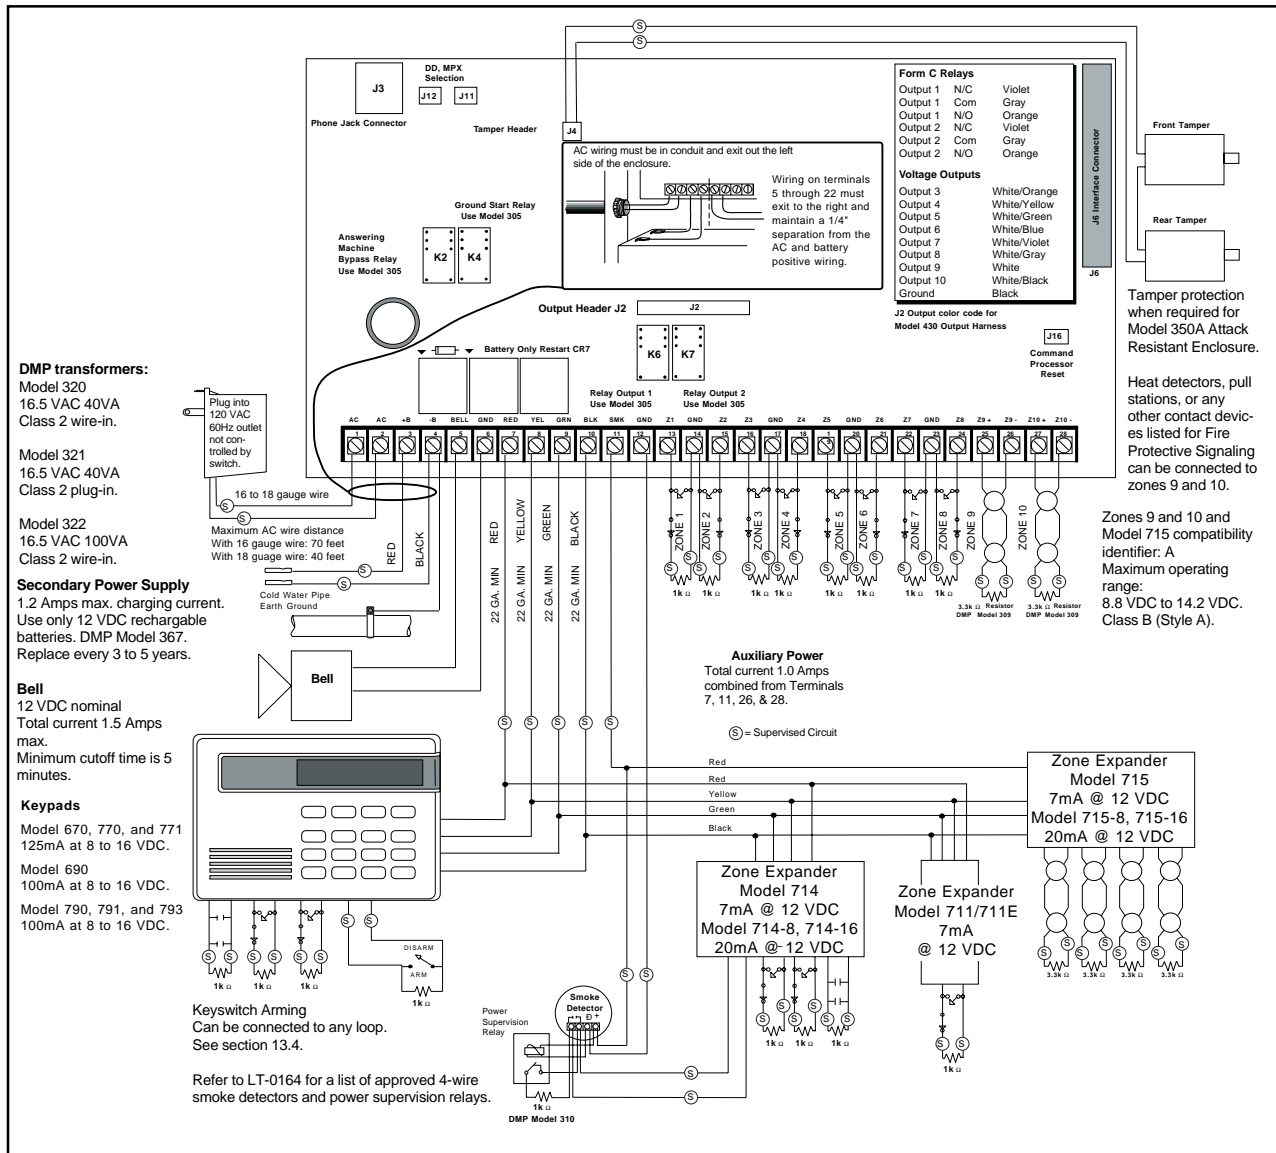 S
S
J3
Phone Jack Connector
DD, MPX
Selection
J12
J11
Tamper Header
J4
AC wiring must be in conduit and exit out the left
side of the enclosure.
Wiring on terminals
5 through 22 must
exit to the right and
maintain a 1/4"
separation from the
AC and battery
positive wiring.
Form C Relays
Output 1 N/C Violet
Output 1 Com Gray
Output 1 N/O Orange
Output 2 N/C Violet
Output 2 Com Gray
Output 2 N/O Orange
Voltage Outputs
Output 3 White/Orange
Output 4 White/Yellow
Output 5 White/Green
Output 6 White/Blue
Output 7 White/Violet
Output 8 White/Gray
Output 9 White
Output 10 White/Black
Ground Black
J2 Output color code for
Model 430 Output Harness
J6 Interface Connector
J6
Front Tamper
Rear Tamper
Tamper protection
when required for
Model 350A Attack
Resistant Enclosure.
Heat detectors, pull
stations, or any
other contact devic-
es listed for Fire
Protective Signaling
can be connected to
zones 9 and 10.
Zones 9 and 10 and
Model 715 compatibility
identifier: A
Maximum operating
range:
8.8 VDC to 14.2 VDC.
Class B (Style A).
Ground Start Relay
Use Model 305
Answering
Machine
Bypass Relay
Use Model 305
K2
K4
Output Header J2
J2
Battery Only Restart CR7
K6
K7
Relay Output 1
Use Model 305
Relay Output 2
Use Model 305
J16
Command
Processor
Reset
AC AC +B -B BELL GND RED YEL GRN BLK SMK GND Z1 GND Z2 Z3 GND Z4 Z5 GND Z6 Z7 GND Z8 Z9 + Z9 - Z10 + Z10 -
1 2 3 4 5 6 7 8 9 10 11 12 13 14 15 16 17 18 19 20 21 22 23 24 25 26 27 28
DMP transformers:
Model 320
16.5 VAC 40VA
Class 2 wire-in.
Model 321
16.5 VAC 40VA
Class 2 plug-in.
Model 322
16.5 VAC 100VA
Class 2 wire-in.
Secondary Power Supply
1.2 Amps max. charging current.
Use only 12 VDC rechargable
batteries. DMP Model 367.
Replace every 3 to 5 years.
Bell
12 VDC nominal
Total current 1.5 Amps
max.
Minimum cutoff time is 5
minutes.
Keypads
Model 670, 770, and 771
125mA at 8 to 16 VDC.
Model 690
100mA at 8 to 16 VDC.
Model 790, 791, and 793
100mA at 8 to 16 VDC.
Plug into
120 VAC
60Hz outlet
not con-
trolled by
switch.
S 16 to 18 gauge wire
S
Maximum AC wire distance
With 16 gauge wire: 70 feet
With 18 gauge wire: 40 feet
RED
BLACK
S
S
Cold Water Pipe
Earth Ground
Bell
22 GA. MIN RED
22 GA. MIN YELLOW
22 GA. MIN GREEN
22 GA. MIN BLACK
ZONE 1
ZONE 2
ZONE 3
ZONE 4
ZONE 5
ZONE 6
ZONE 7
ZONE 8
ZONE 9
ZONE 10
S S S S S S S S S S S S S S S S S S S S
1k Ω 1k Ω 1k Ω 1k Ω 1k Ω 1k Ω 1k Ω 1k Ω
3.3k Ω Resistor
DMP Model 309
3.3k Ω Resistor
DMP Model 309
Auxiliary Power
Total current 1.0 Amps
combined from Terminals
7, 11, 26, & 28.
S = Supervised Circuit
S S S S S S
Red
Red
Yellow
Green
Black
Zone Expander
Model 715
7mA @ 12 VDC
Model 715-8, 715-16
20mA @ 12 VDC
S S S S S S S S
3.3k Ω 3.3k Ω 3.3k Ω 3.3k Ω
Zone Expander
Model 714
7mA @ 12 VDC
Model 714-8, 714-16
20mA @ 12 VDC
S S S S S S
1k Ω 1k Ω 1k Ω
Zone Expander
Model 711/711E
7mA
@ 12 VDC
S S
S S
1k Ω
S S S S S S
S S
1k Ω 1k Ω 1k Ω
DISARM
ARM
1k Ω
Keyswitch Arming
Can be connected to any loop.
See section 13.4.
Refer to LT-0164 for a list of approved 4-wire
smoke detectors and power supervision relays.
Power
Supervision
Relay
Smoke
Detector
Ð +
S S
S
S
1k Ω
DMP Model 310